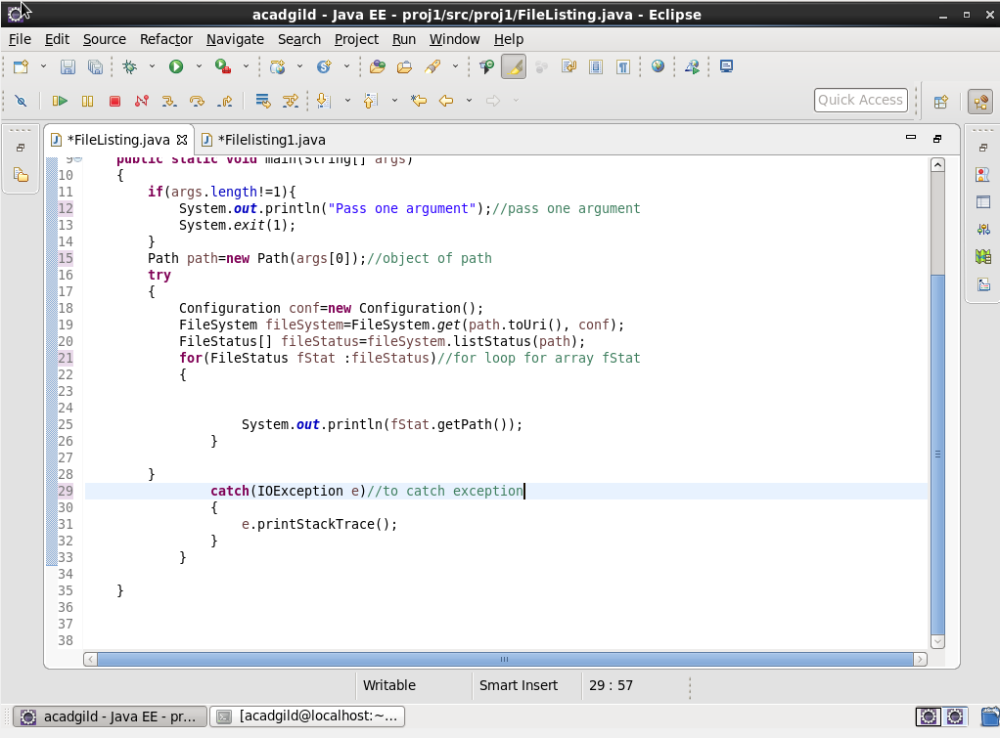 acadgild - Java EE - proj1/src/proj1/FileListing.java - Eclipse
File Edit Source Refactor Navigate Search Project Run Window Help
Quick Access
*FileListing.java *Filelisting1.java
9 public static void main(String[] args)
10 {
11 if(args.length!=1){
12 System.out.println("Pass one argument");//pass one argument
13 System.exit(1);
14 }
15 Path path=new Path(args[0]);//object of path
16 try
17 {
18 Configuration conf=new Configuration();
19 FileSystem fileSystem=FileSystem.get(path.toUri(), conf);
20 FileStatus[] fileStatus=fileSystem.listStatus(path);
21 for(FileStatus fStat :fileStatus)//for loop for array fStat
22 {
23
24
25 System.out.println(fStat.getPath());
26 }
27
28 }
29 catch(IOException e)//to catch exception
30 {
31 e.printStackTrace();
32 }
33 }
34
35 }
36
37
38
Writable Smart Insert 29 : 57
acadgild - Java EE - pr... [acadgild@localhost:~...